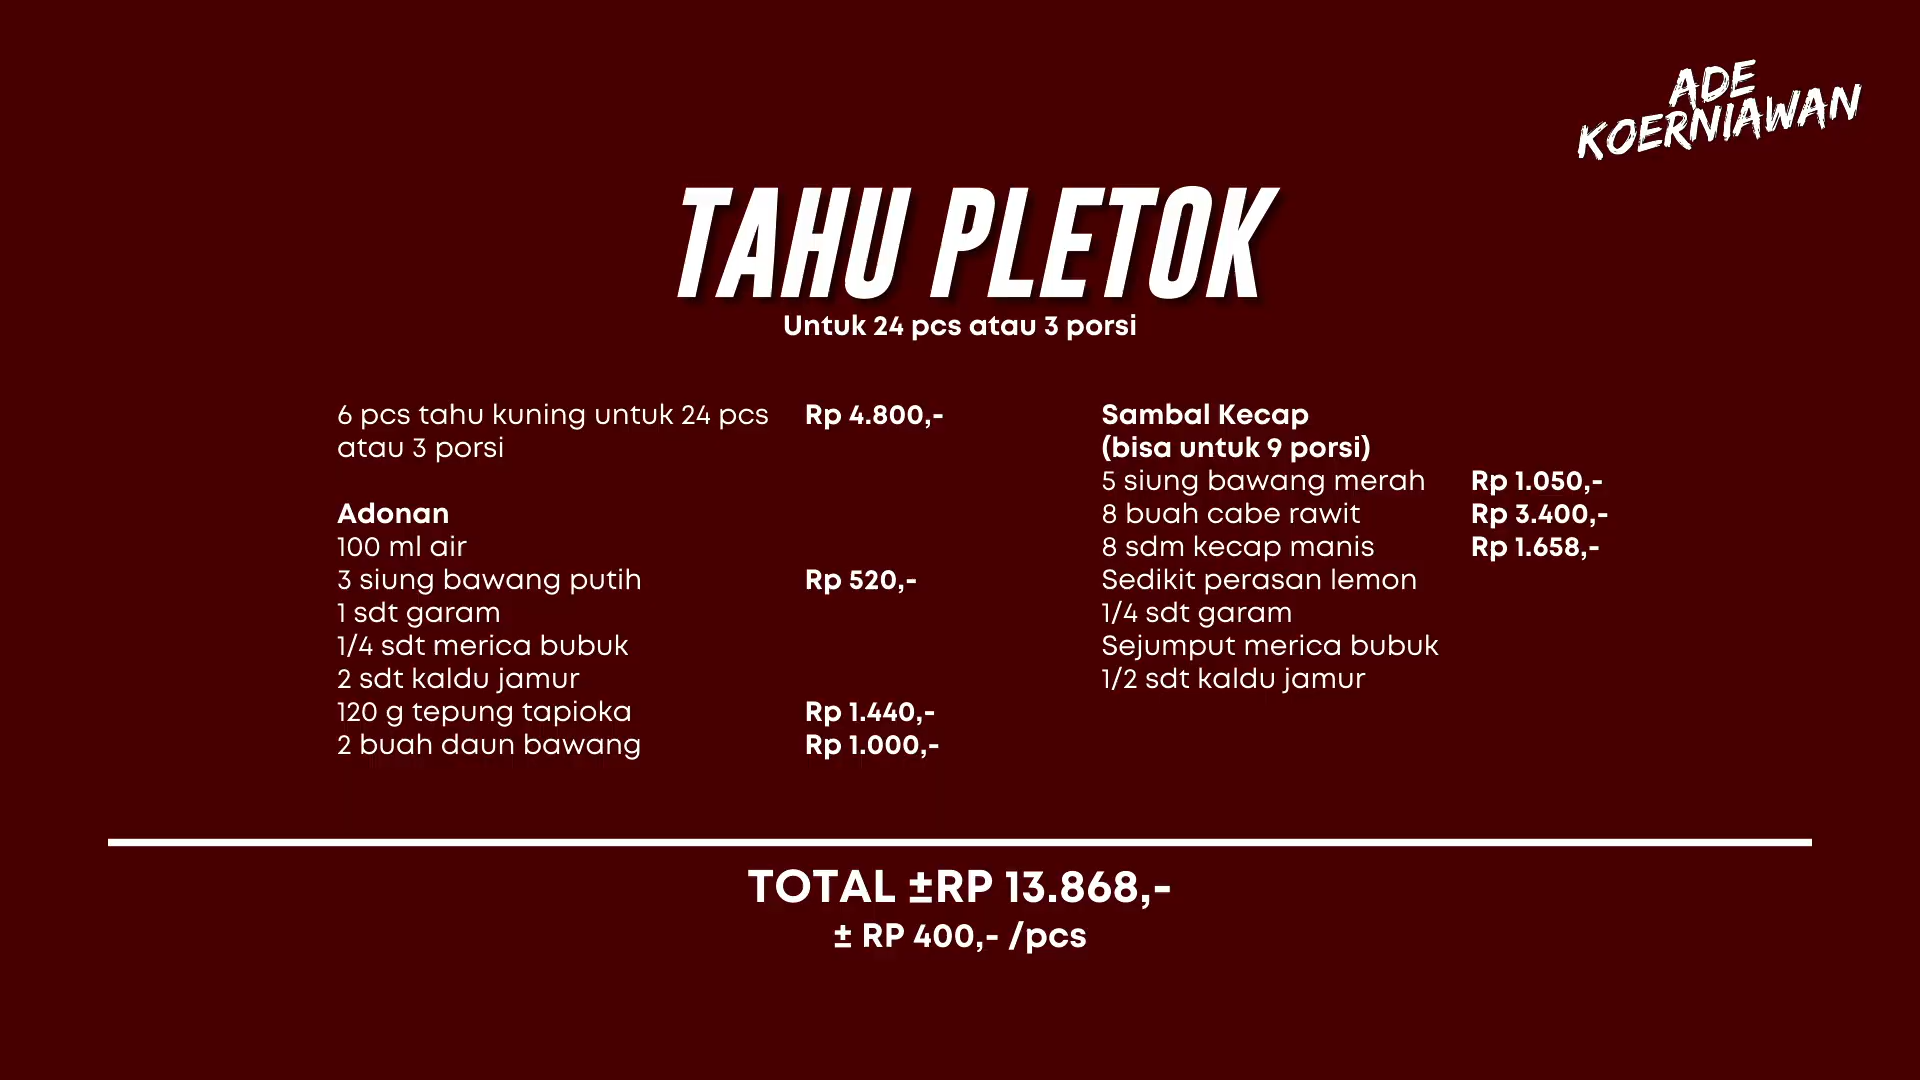 ADE
KOERNIAWAN
TAHU PLETOK
Untuk 24 pcs atau 3 porsi
6 pcs tahu kuning untuk 24 pcs Rp 4.800,-
atau 3 porsi
Adonan
100 ml air
3 siung bawang putih Rp 520,-
1 sdt garam
1/4 sdt merica bubuk
2 sdt kaldu jamur
120 g tepung tapioka Rp 1.440,-
2 buah daun bawang Rp 1.000,-
Sambal Kecap
(bisa untuk 9 porsi)
5 siung bawang merah Rp 1.050,-
8 buah cabe rawit Rp 3.400,-
8 sdm kecap manis Rp 1.658,-
Sedikit perasan lemon
1/4 sdt garam
Sejumput merica bubuk
1/2 sdt kaldu jamur
TOTAL ±RP 13.868,-
± RP 400,- /pcs